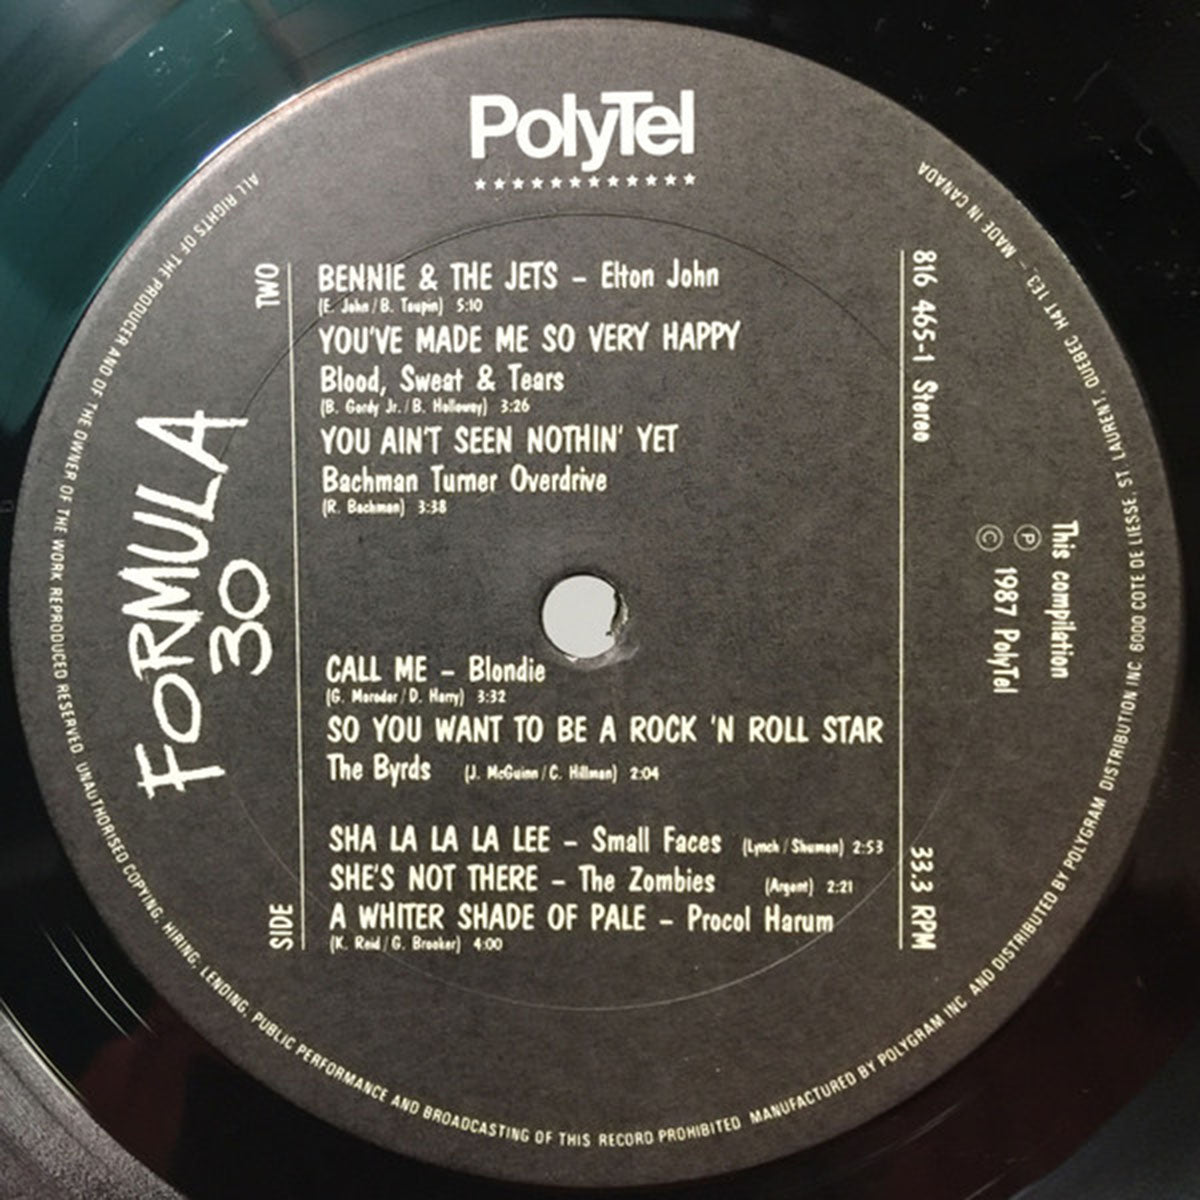 PolyTel
BENNIE & THE JETS – Elton John
(E. John / B. Taupin) 5:10
YOU'VE MADE ME SO VERY HAPPY
Blood, Sweat & Tears
(B. Gordy Jr. / B. Holloway) 3:26
YOU AIN'T SEEN NOTHIN' YET
Bachman Turner Overdrive
(R. Bachman) 3:38
CALL ME – Blondie
(G. Moroder / D. Harry) 3:32
SO YOU WANT TO BE A ROCK 'N ROLL STAR
The Byrds (J. McGuinn / C. Hillman) 2:04
SHA LA LA LA LEE – Small Faces (Lynch / Shuman) 2:53
SHE'S NOT THERE – The Zombies (Argent) 2:21
A WHITER SHADE OF PALE – Procol Harum
(K. Reid / G. Brooker) 4:00
FORMULA
30
SIDE TWO
816 465-1 Stereo 33.3 RPM
This compilation
Ⓟ 1987 PolyTel
©
ALL RIGHTS OF THE PRODUCER AND OF THE OWNER OF THE WORK REPRODUCED RESERVED. UNAUTHORISED COPYING, HIRING, LENDING, PUBLIC PERFORMANCE AND BROADCASTING OF THIS RECORD PROHIBITED. MANUFACTURED BY POLYGRAM INC. AND DISTRIBUTED BY POLYGRAM DISTRIBUTION INC. 6000 COTE DE LIESSE, ST LAURENT, QUEBEC H4T 1E3. – MADE IN CANADA